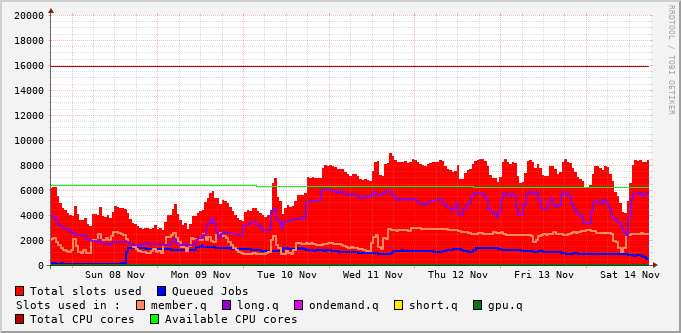 20000
18000
16000
14000
12000
10000
8000
6000
4000
2000
0
Sun 08 Nov Mon 09 Nov Tue 10 Nov Wed 11 Nov Thu 12 Nov Fri 13 Nov Sat 14 Nov
Total slots used Queued Jobs
Slots used in : member.q long.q ondemand.q short.q gpu.q
Total CPU cores Available CPU cores
RRDTOOL / TOBI OETIKER